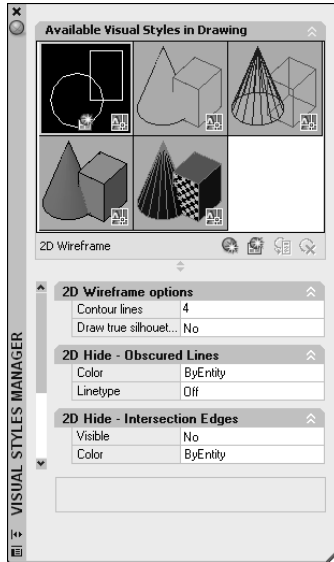 Available Visual Styles in Drawing
2D Wireframe
2D Wireframe options
Contour lines 4
Draw true silhouet... No
2D Hide - Obscured Lines
Color ByEntity
Linetype Off
2D Hide - Intersection Edges
Visible No
Color ByEntity
VISUAL STYLES MANAGER